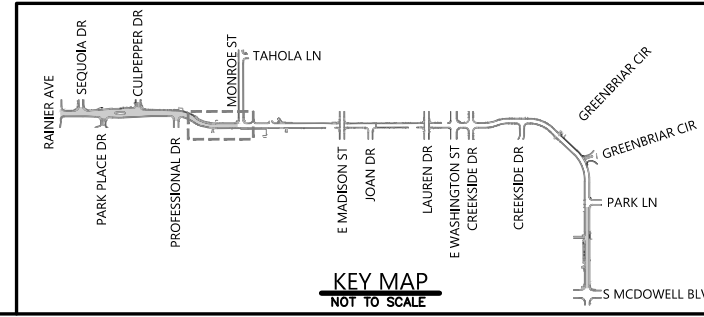 RAINIER AVE
SEQUOIA DR
CULPEPPER DR
MONROE ST
TAHOLA LN
GREENBRIAR CIR
GREENBRIAR CIR
PARK PLACE DR
PROFESSIONAL DR
E MADISON ST
JOAN DR
LAUREN DR
E WASHINGTON ST
CREEKSIDE DR
CREEKSIDE DR
PARK LN
S MCDOWELL BLV
KEY MAP
NOT TO SCALE